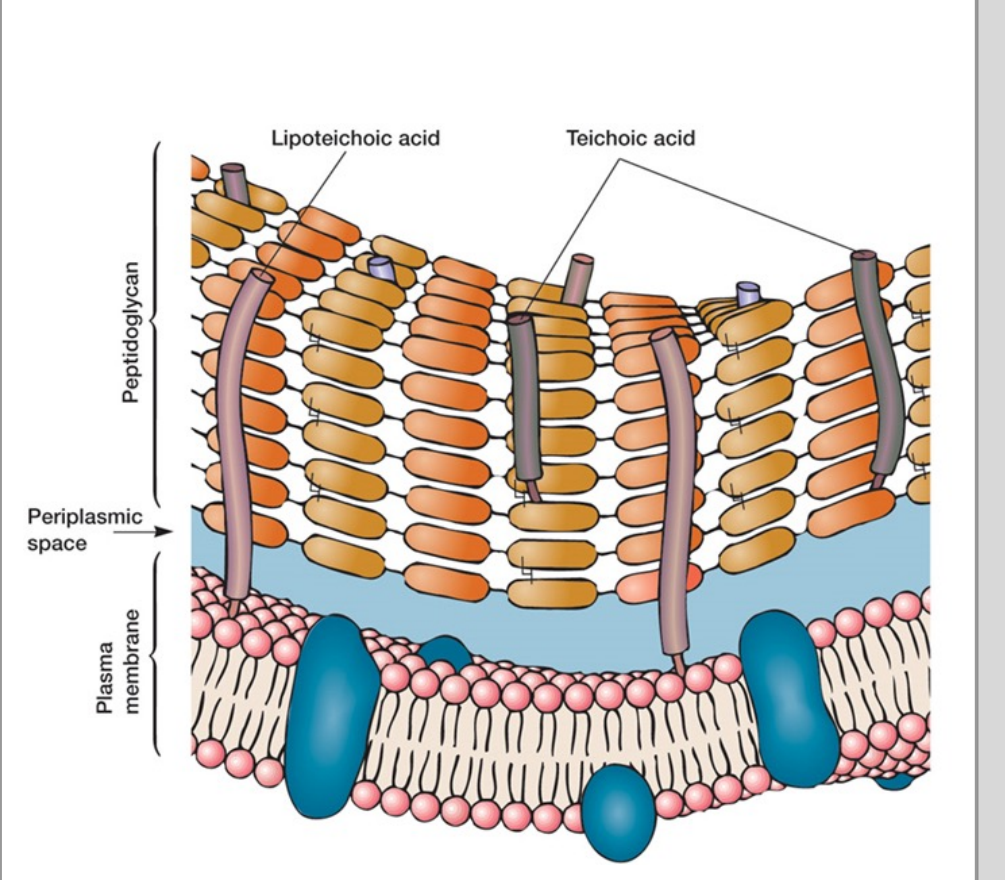 Lipoteichoic acid
Teichoic acid
Peptidoglycan
Periplasmic
space
Plasma
membrane